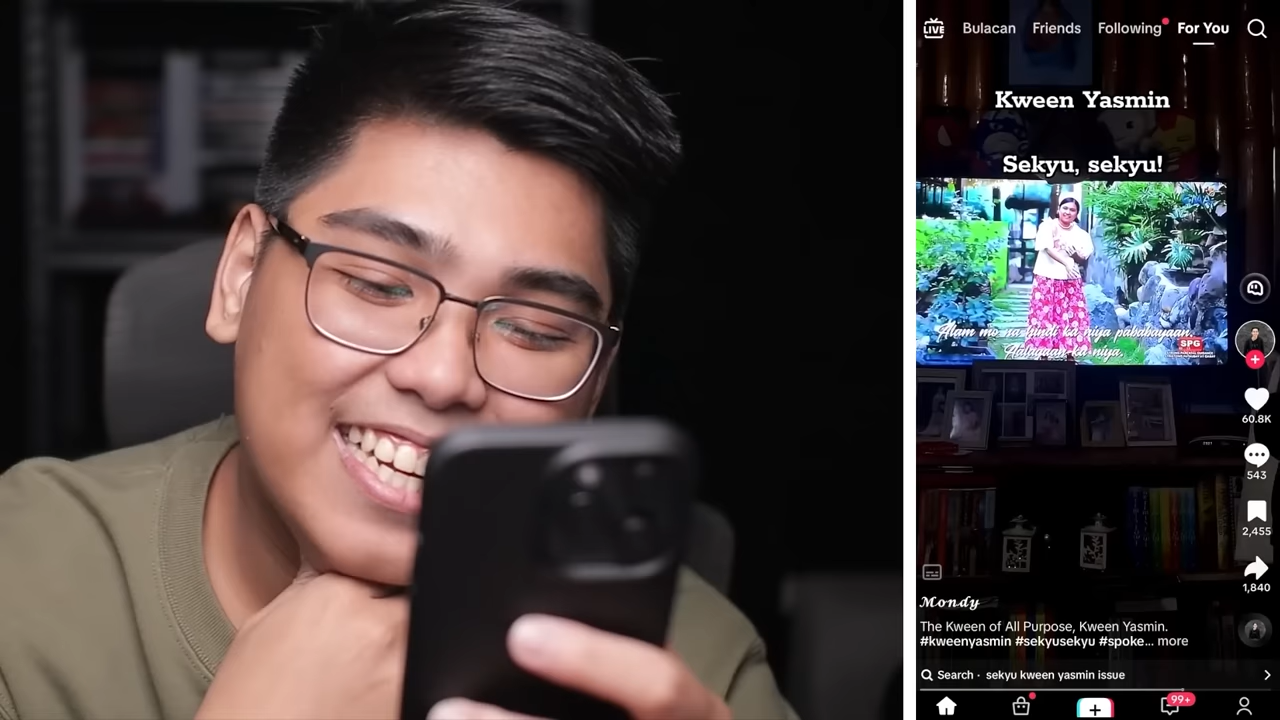 LIVE
Bulacan
Friends
Following
For You
Kween Yasmin
Sekyu, sekyu!
Alam mo na hindi ka niya pababayaan.
Aalagaan ka niya.
SPG
60.8K
543
2,455
1,840
Mondy
The Kween of All Purpose, Kween Yasmin.
#kweenyasmin #sekyusekyu #spoke... more
Search · sekyu kween yasmin issue
99+